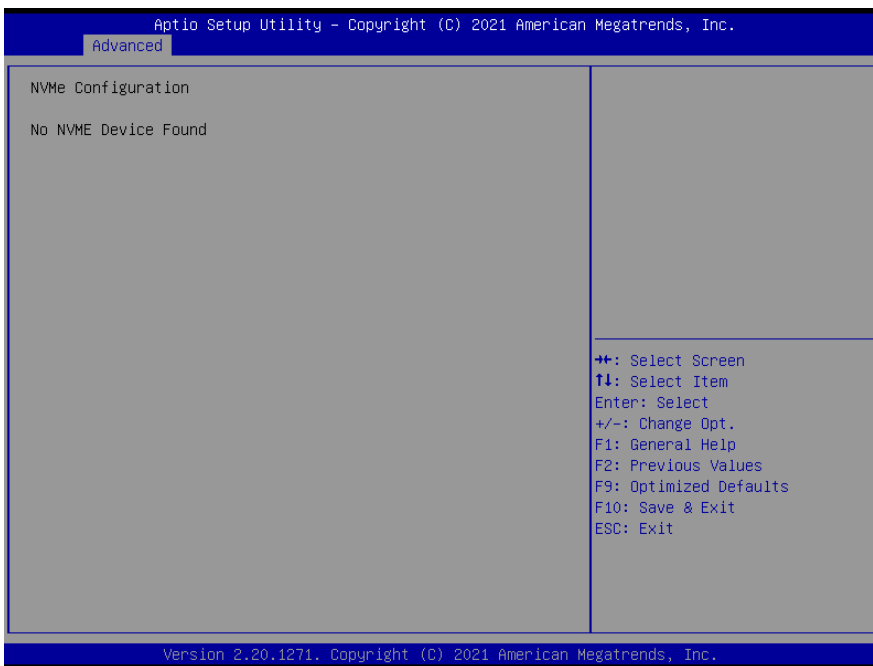 Aptio Setup Utility – Copyright (C) 2021 American Megatrends, Inc.
Advanced
NVMe Configuration
No NVME Device Found
→←: Select Screen
↑↓: Select Item
Enter: Select
+/-: Change Opt.
F1: General Help
F2: Previous Values
F9: Optimized Defaults
F10: Save & Exit
ESC: Exit
Version 2.20.1271. Copyright (C) 2021 American Megatrends, Inc.